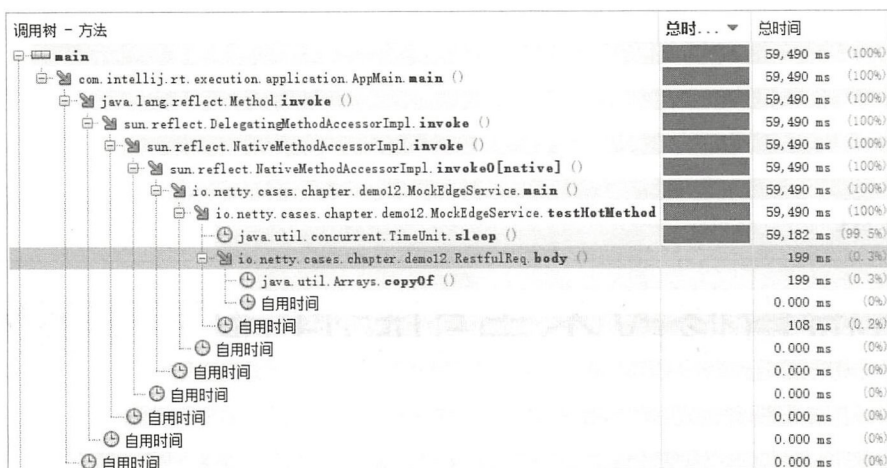 调用树 - 方法 总时... 总时间
main 59,490 ms (100%)
com.intellij.rt.execution.application.AppMain.main () 59,490 ms (100%)
java.lang.reflect.Method.invoke () 59,490 ms (100%)
sun.reflect.DelegatingMethodAccessorImpl.invoke () 59,490 ms (100%)
sun.reflect.NativeMethodAccessorImpl.invoke () 59,490 ms (100%)
sun.reflect.NativeMethodAccessorImpl.invoke0[native] () 59,490 ms (100%)
io.netty.cases.chapter.demo12.MockEdgeService.main () 59,490 ms (100%)
io.netty.cases.chapter.demo12.MockEdgeService.testHotMethod 59,490 ms (100%)
java.util.concurrent.TimeUnit.sleep () 59,182 ms (99.5%)
io.netty.cases.chapter.demo12.RestfulReq.body () 199 ms (0.3%)
java.util.Arrays.copyOf () 199 ms (0.3%)
自用时间 0.000 ms (0%)
自用时间 108 ms (0.2%)
自用时间 0.000 ms (0%)
自用时间 0.000 ms (0%)
自用时间 0.000 ms (0%)
自用时间 0.000 ms (0%)
自用时间 0.000 ms (0%)
自用时间 0.000 ms (0%)